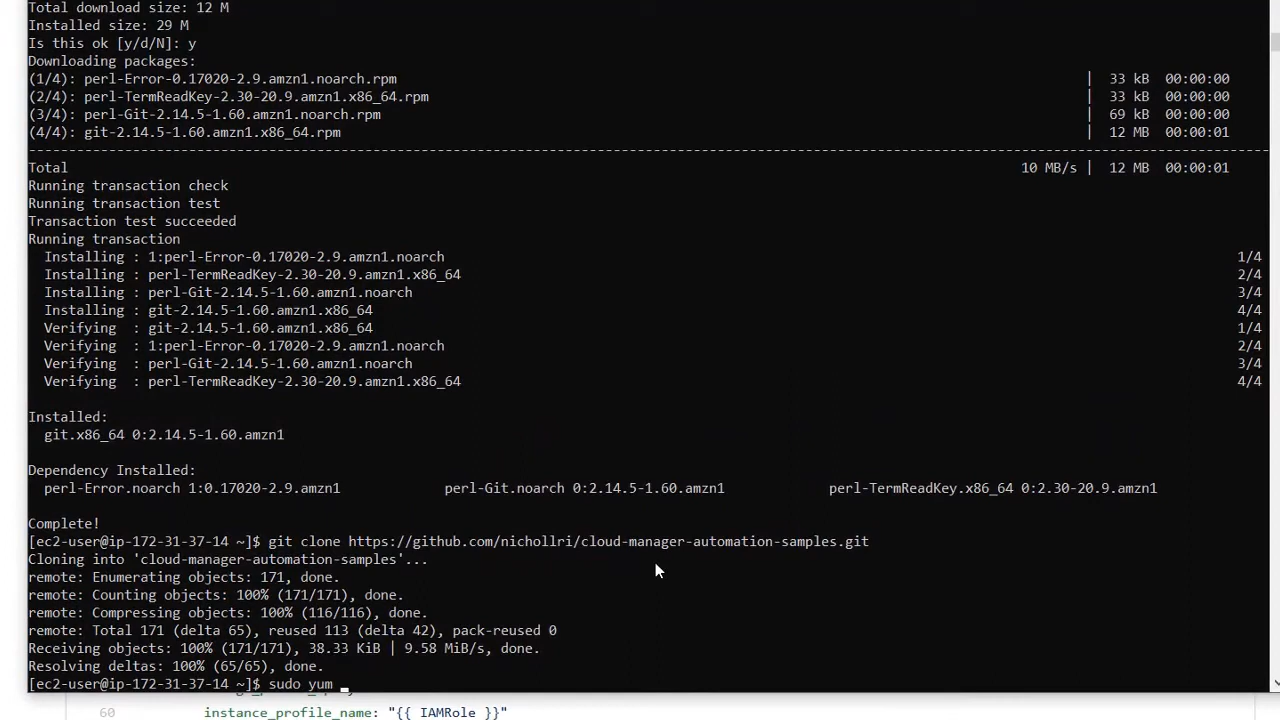 Total download size: 12 M
Installed size: 29 M
Is this ok [y/d/N]: y
Downloading packages:
(1/4): perl-Error-0.17020-2.9.amzn1.noarch.rpm | 33 kB 00:00:00
(2/4): perl-TermReadKey-2.30-20.9.amzn1.x86_64.rpm | 33 kB 00:00:00
(3/4): perl-Git-2.14.5-1.60.amzn1.noarch.rpm | 69 kB 00:00:00
(4/4): git-2.14.5-1.60.amzn1.x86_64.rpm | 12 MB 00:00:01
Total 10 MB/s | 12 MB 00:00:01
Running transaction check
Running transaction test
Transaction test succeeded
Running transaction
Installing : 1:perl-Error-0.17020-2.9.amzn1.noarch 1/4
Installing : perl-TermReadKey-2.30-20.9.amzn1.x86_64 2/4
Installing : perl-Git-2.14.5-1.60.amzn1.noarch 3/4
Installing : git-2.14.5-1.60.amzn1.x86_64 4/4
Verifying : git-2.14.5-1.60.amzn1.x86_64 1/4
Verifying : 1:perl-Error-0.17020-2.9.amzn1.noarch 2/4
Verifying : perl-Git-2.14.5-1.60.amzn1.noarch 3/4
Verifying : perl-TermReadKey-2.30-20.9.amzn1.x86_64 4/4
Installed:
git.x86_64 0:2.14.5-1.60.amzn1
Dependency Installed:
perl-Error.noarch 1:0.17020-2.9.amzn1 perl-Git.noarch 0:2.14.5-1.60.amzn1 perl-TermReadKey.x86_64 0:2.30-20.9.amzn1
Complete!
[ec2-user@ip-172-31-37-14 ~]$ git clone https://github.com/nichollri/cloud-manager-automation-samples.git
Cloning into 'cloud-manager-automation-samples'...
remote: Enumerating objects: 171, done.
remote: Counting objects: 100% (171/171), done.
remote: Compressing objects: 100% (116/116), done.
remote: Total 171 (delta 65), reused 113 (delta 42), pack-reused 0
Receiving objects: 100% (171/171), 38.33 KiB | 9.58 MiB/s, done.
Resolving deltas: 100% (65/65), done.
[ec2-user@ip-172-31-37-14 ~]$ sudo yum
60 instance_profile_name: "{{ IAMRole }}"